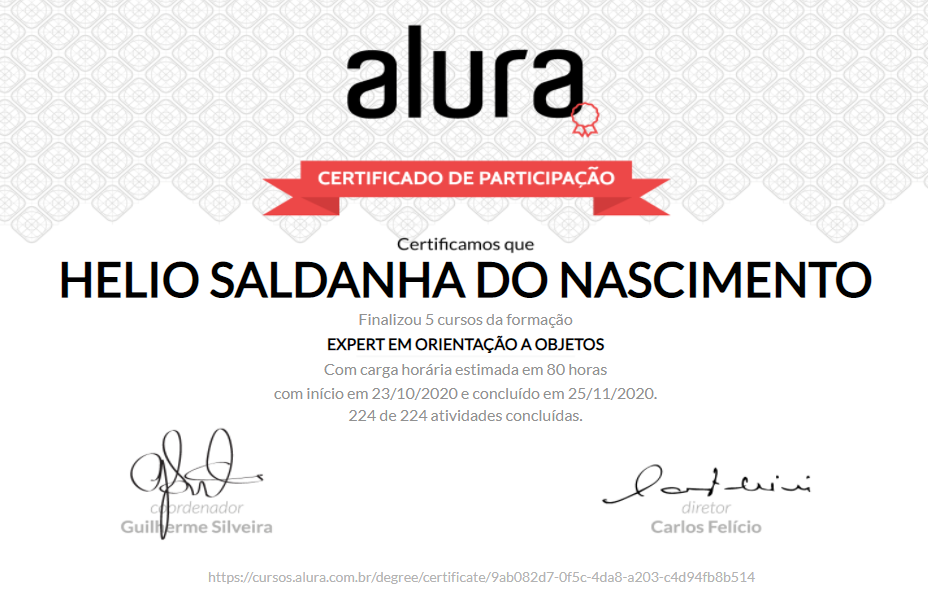 alura
CERTIFICADO DE PARTICIPAÇÃO
Certificamos que
HELIO SALDANHA DO NASCIMENTO
Finalizou 5 cursos da formação
EXPERT EM ORIENTAÇÃO A OBJETOS
Com carga horária estimada em 80 horas
com início em 23/10/2020 e concluído em 25/11/2020.
224 de 224 atividades concluídas.
coordenador
Guilherme Silveira
diretor
Carlos Felício
https://cursos.alura.com.br/degree/certificate/9ab082d7-0f5c-4da8-a203-c4d94fb8b514